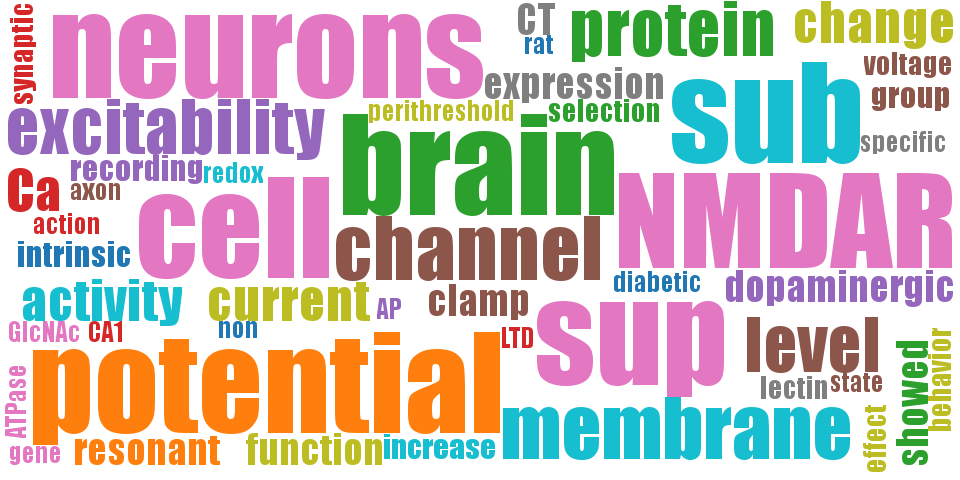 synaptic
neurons
CT
rat
protein
change
expression
voltage
perithreshold
selection
sub
group
excitability
brain
specific
recording
redox
Ca
axon
cell
NMDAR
action
channel
intrinsic
activity
current
AP
clamp
diabetic
dopaminergic
GlcNAc
CA1
non
LTD
sup
level
potential
lectin
state
showed
behavior
ATPase
membrane
effect
gene
resonant
function
increase